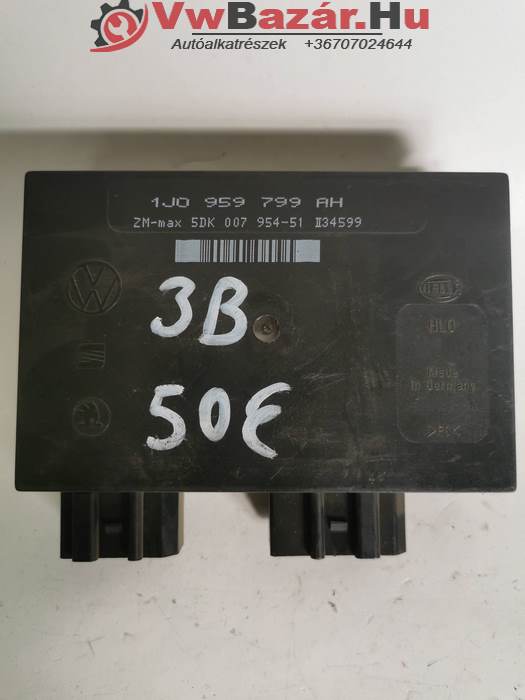 VwBazár.Hu
Autóalkatrészek +36707024644
1J0 959 799 AH
ZM-max 5DK 007 954-51 II34599
3B
50€
HELLA
HLO
Made
in Germany